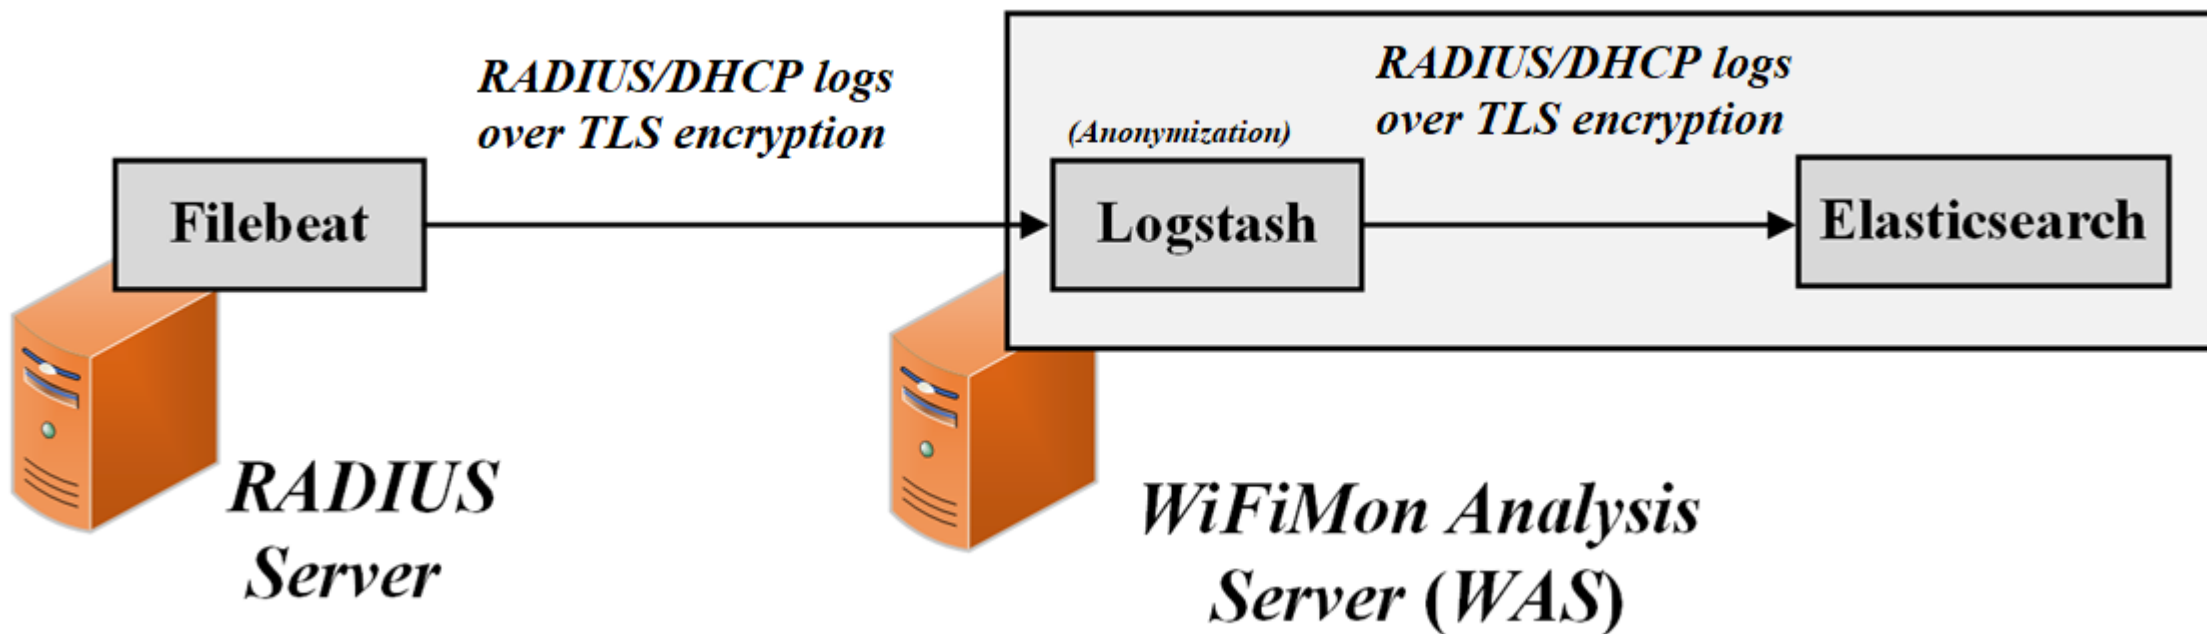 RADIUS/DHCP logs
over TLS encryption
Filebeat
RADIUS
Server
RADIUS/DHCP logs
over TLS encryption
(Anonymization)
Logstash
Elasticsearch
WiFiMon Analysis
Server (WAS)